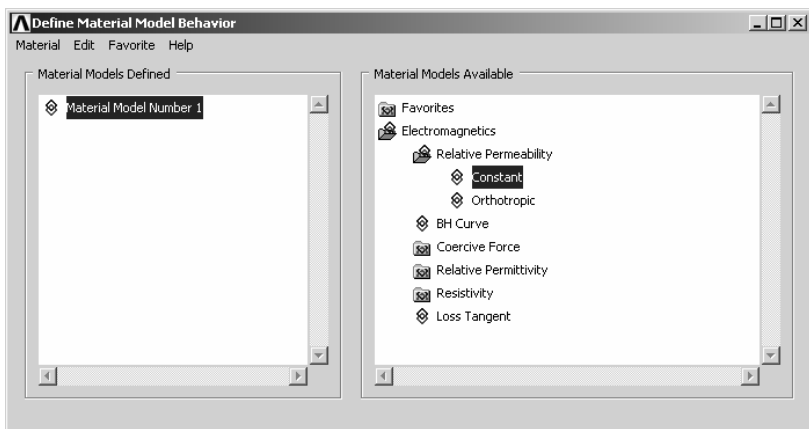 Define Material Model Behavior
Material Edit Favorite Help
Material Models Defined
Material Model Number 1
Material Models Available
Favorites
Electromagnetics
Relative Permeability
Constant
Orthotropic
BH Curve
Coercive Force
Relative Permittivity
Resistivity
Loss Tangent